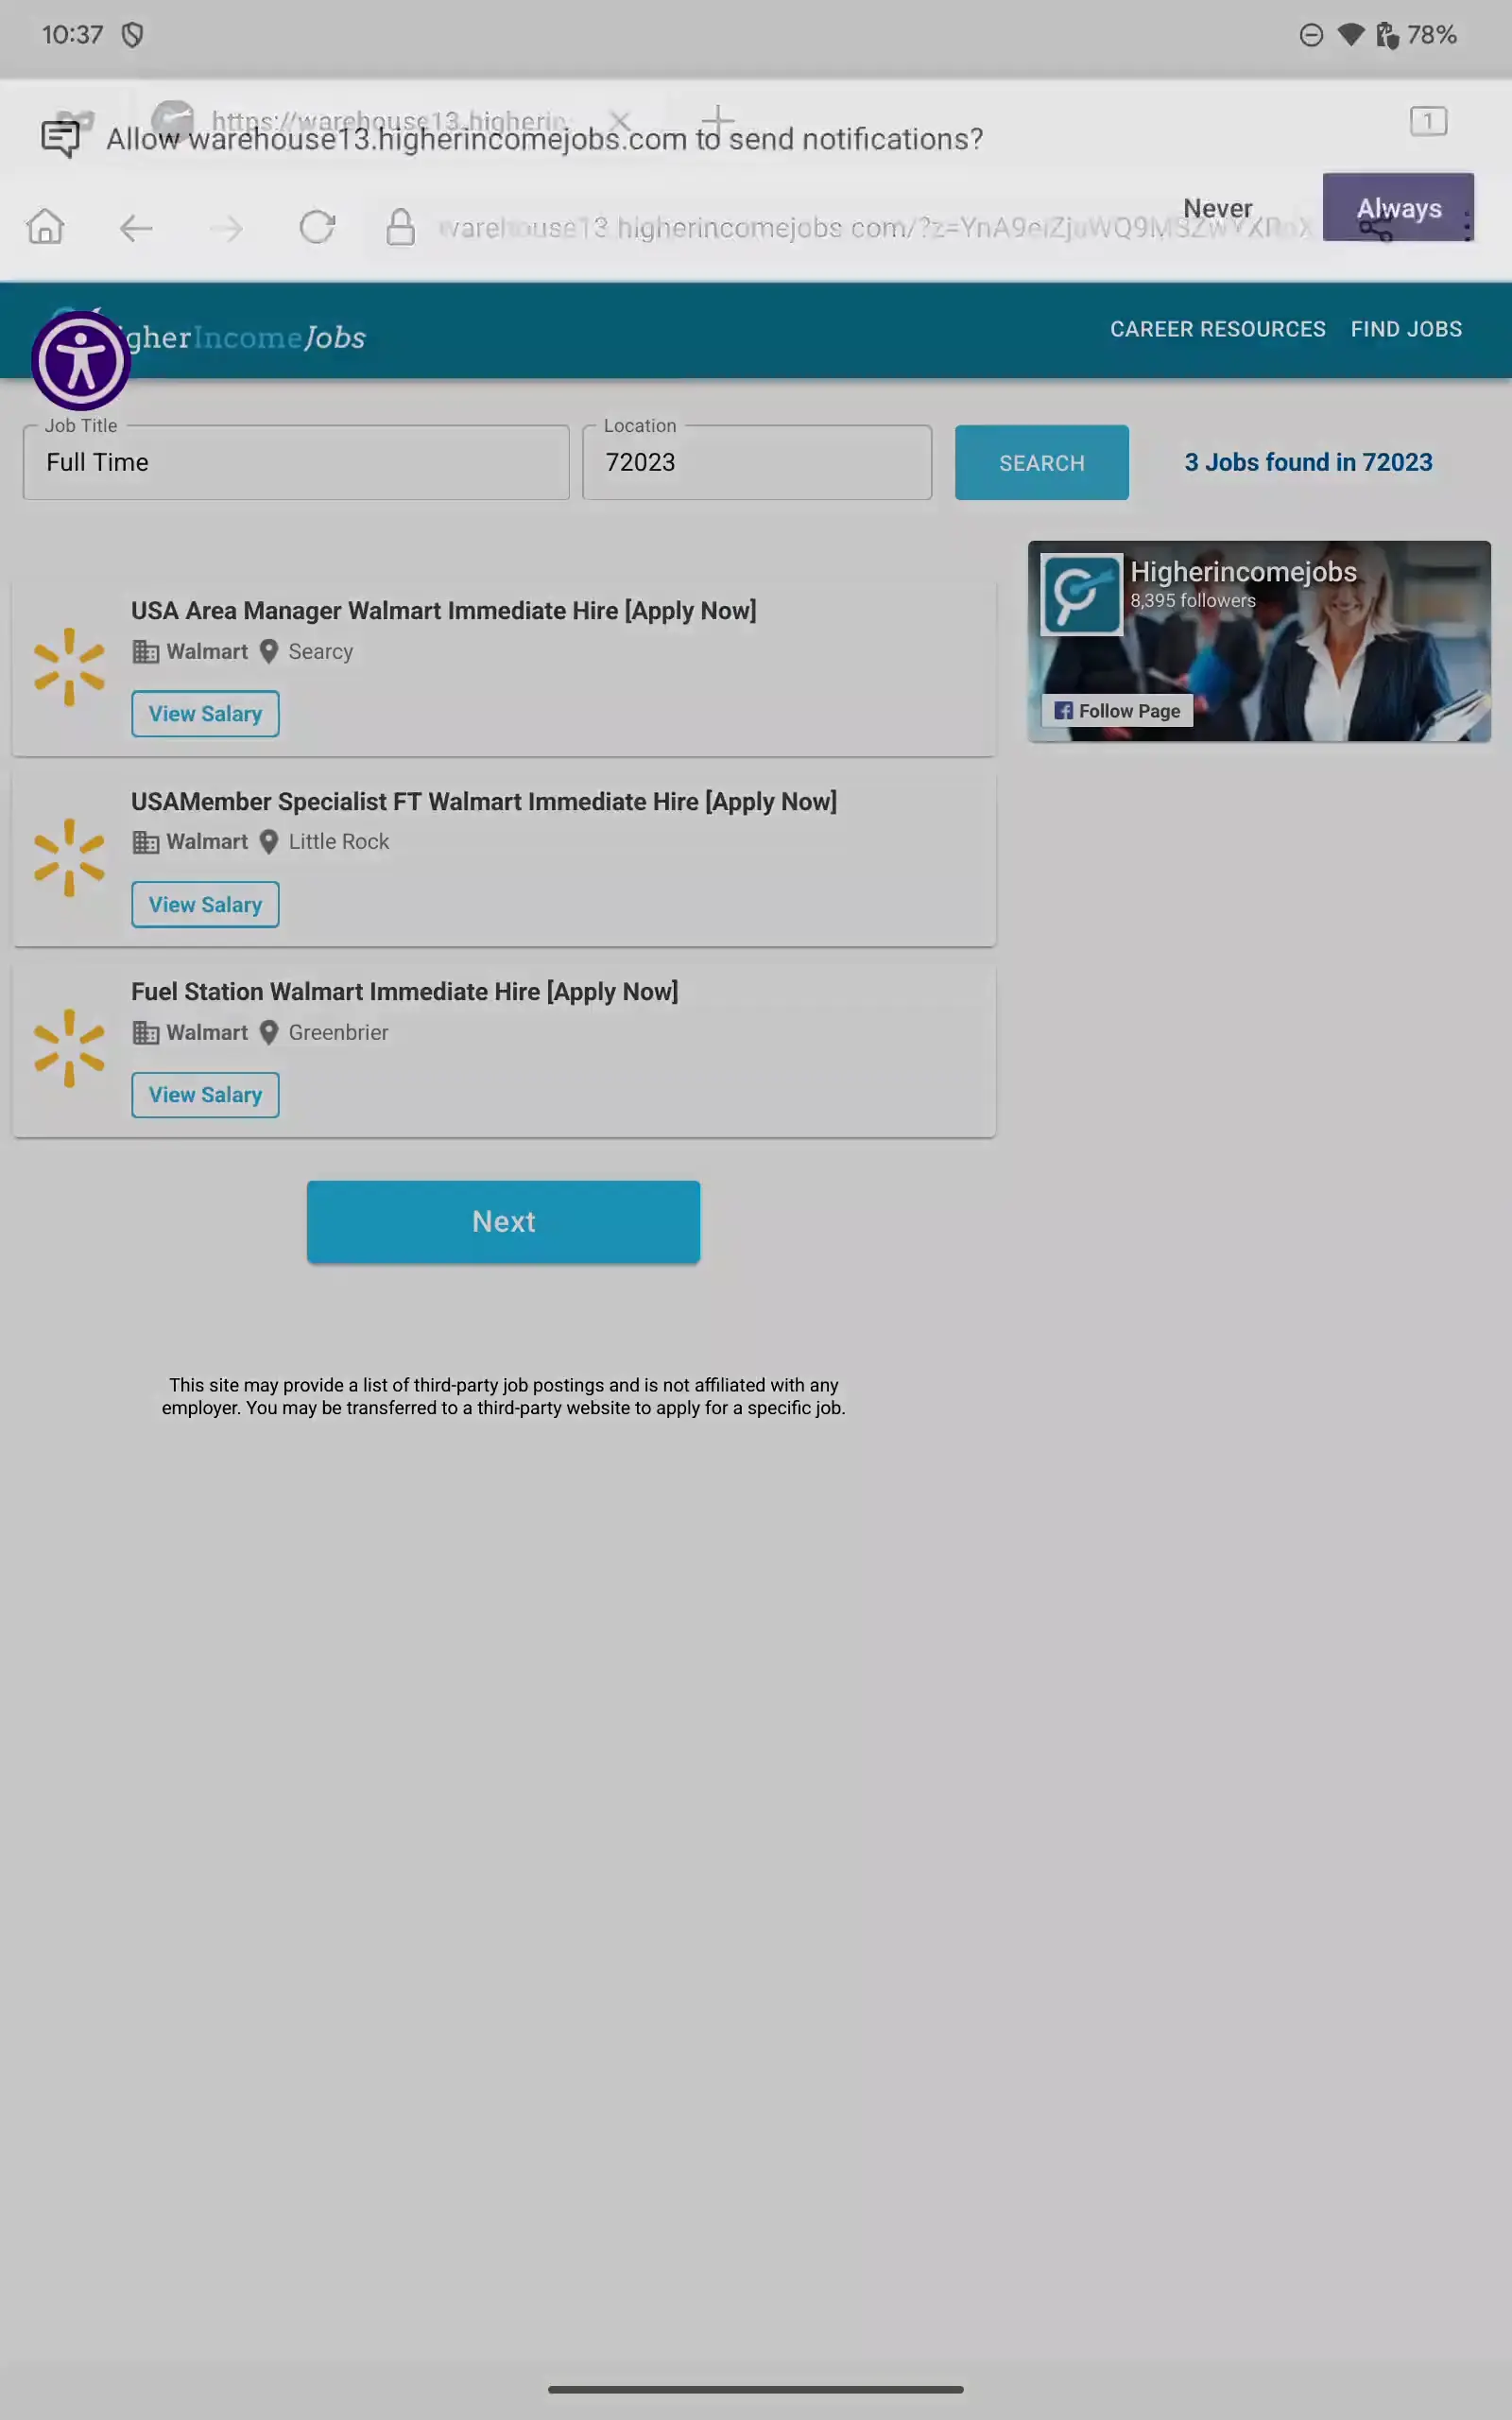 10:37
78%
https://warehouse13.higherin
1
Allow warehouse13.higherincomejobs.com to send notifications?
Never
Always
warehouse13.higherincomejobs.com/?z=
gherIncomeJobs
CAREER RESOURCES
FIND JOBS
Job Title
Full Time
Location
72023
SEARCH
3 Jobs found in 72023
Higherincomejobs
8,395 followers
Follow Page
USA Area Manager Walmart Immediate Hire [Apply Now]
Walmart Searcy
View Salary
USAMember Specialist FT Walmart Immediate Hire [Apply Now]
Walmart Little Rock
View Salary
Fuel Station Walmart Immediate Hire [Apply Now]
Walmart Greenbrier
View Salary
Next
This site may provide a list of third-party job postings and is not affiliated with any
employer. You may be transferred to a third-party website to apply for a specific job.